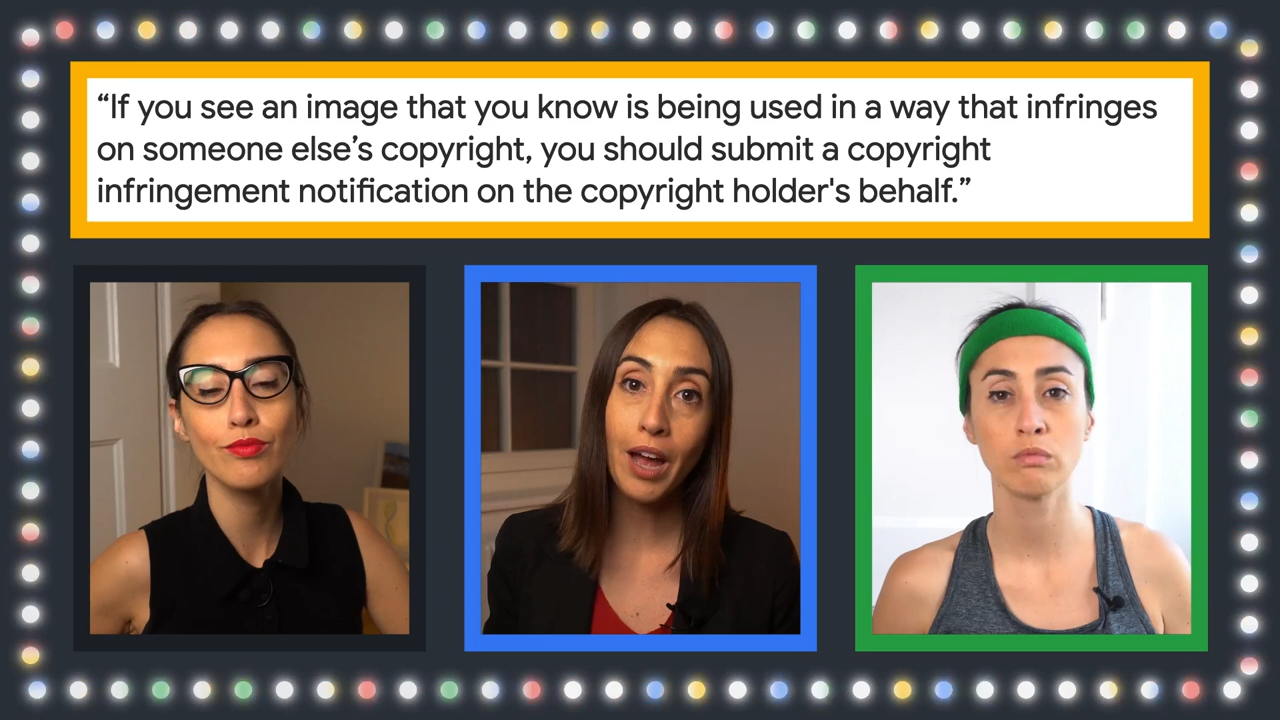 “If you see an image that you know is being used in a way that infringes
on someone else’s copyright, you should submit a copyright
infringement notification on the copyright holder's behalf.”